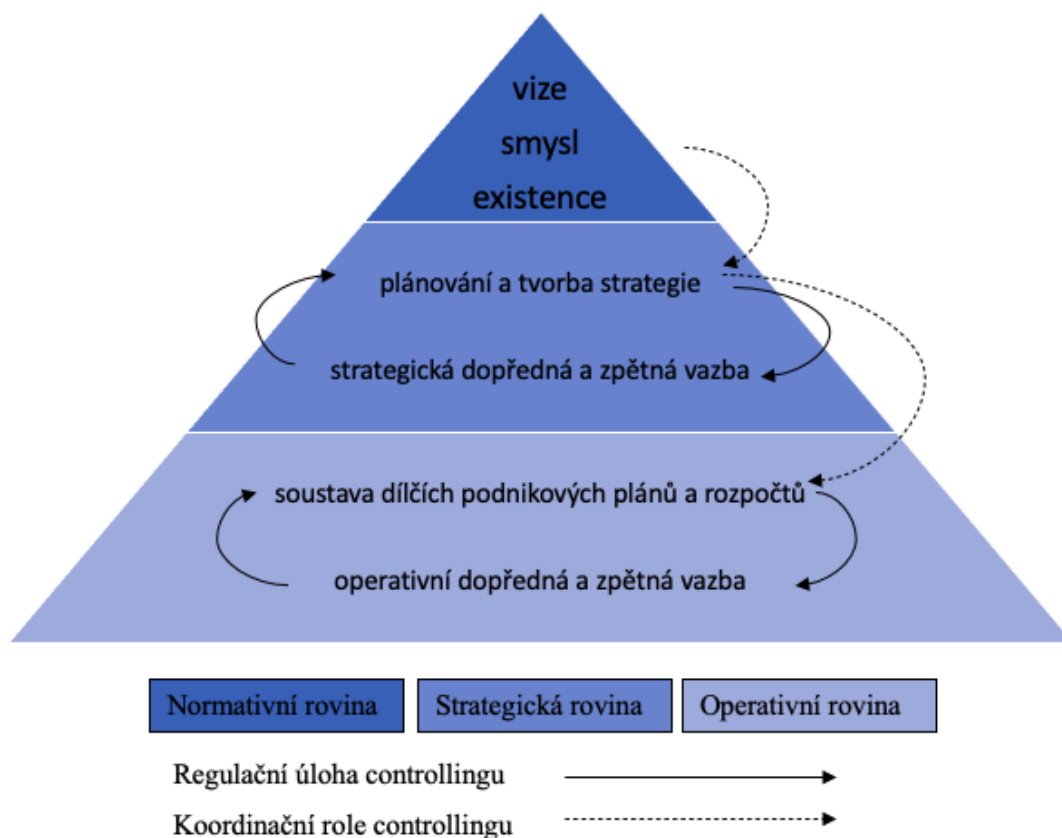 vize
smysl
existence
plánování a tvorba strategie
strategická dopředná a zpětná vazba
soustava dílčích podnikových plánů a rozpočtů
operativní dopředná a zpětná vazba
Normativní rovina
Strategická rovina
Operativní rovina
Regulační úloha controllingu
Koordinační role controllingu